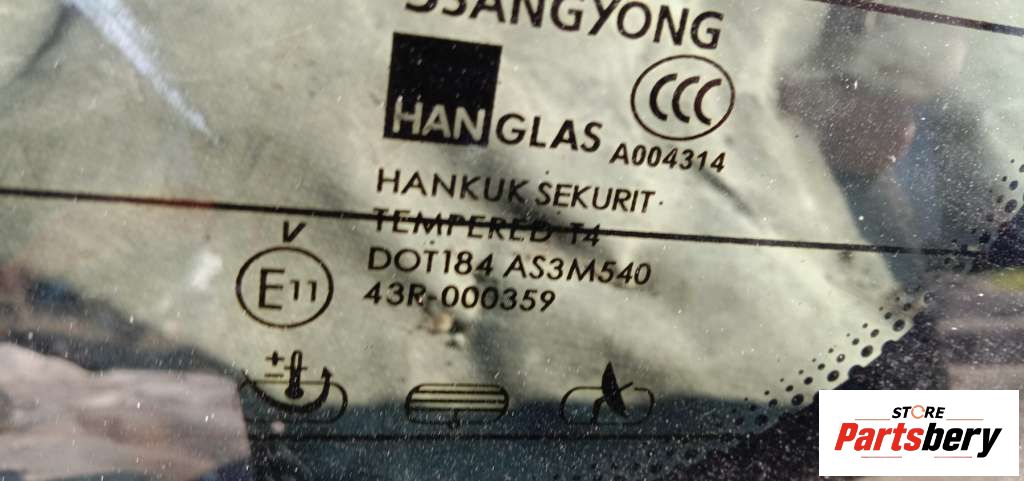 SSANGYONG
CCC
HANGLAS A004314
HANKUK SEKURIT
TEMPERED T4
V
DOT184 AS3M540
E11 43R-000359
STORE
Partsbery